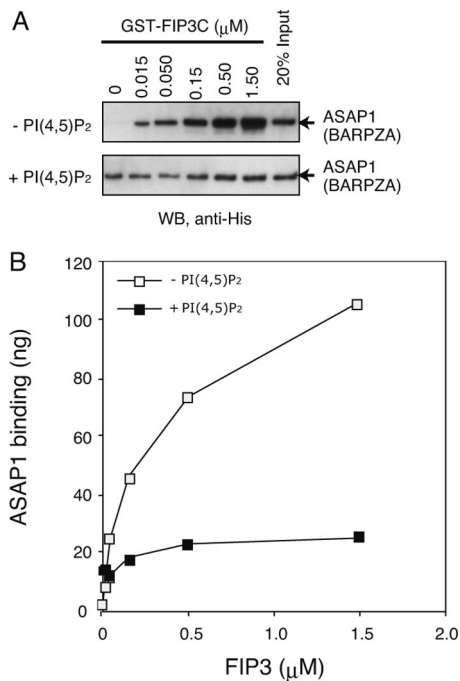 A
GST-FIP3C (μM)
0 0.015 0.050 0.15 0.50 1.50 20% Input
- PI(4,5)P₂
ASAP1
(BARPZA)
+ PI(4,5)P₂
ASAP1
(BARPZA)
WB, anti-His
B
120
100
80
60
40
20
0
ASAP1 binding (ng)
- PI(4,5)P₂
+ PI(4,5)P₂
0 0.5 1.0 1.5 2.0
FIP3 (μM)